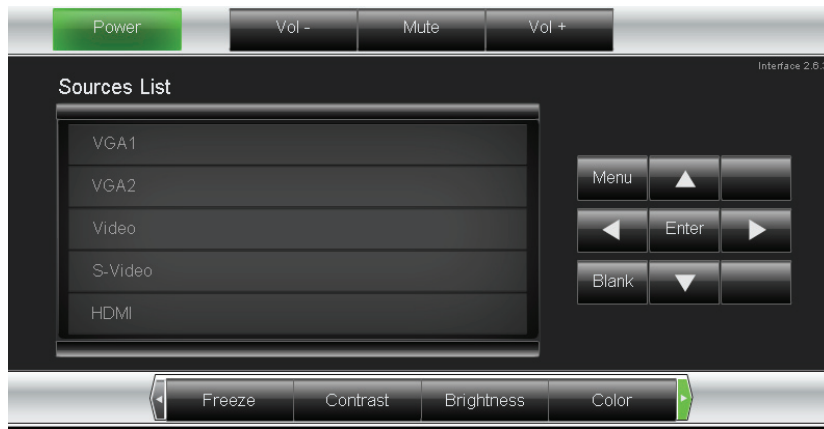 Power Vol - Mute Vol +
Interface 2.6.
Sources List
VGA1
VGA2
Video
S-Video
HDMI
Menu
Enter
Blank
Freeze Contrast Brightness Color